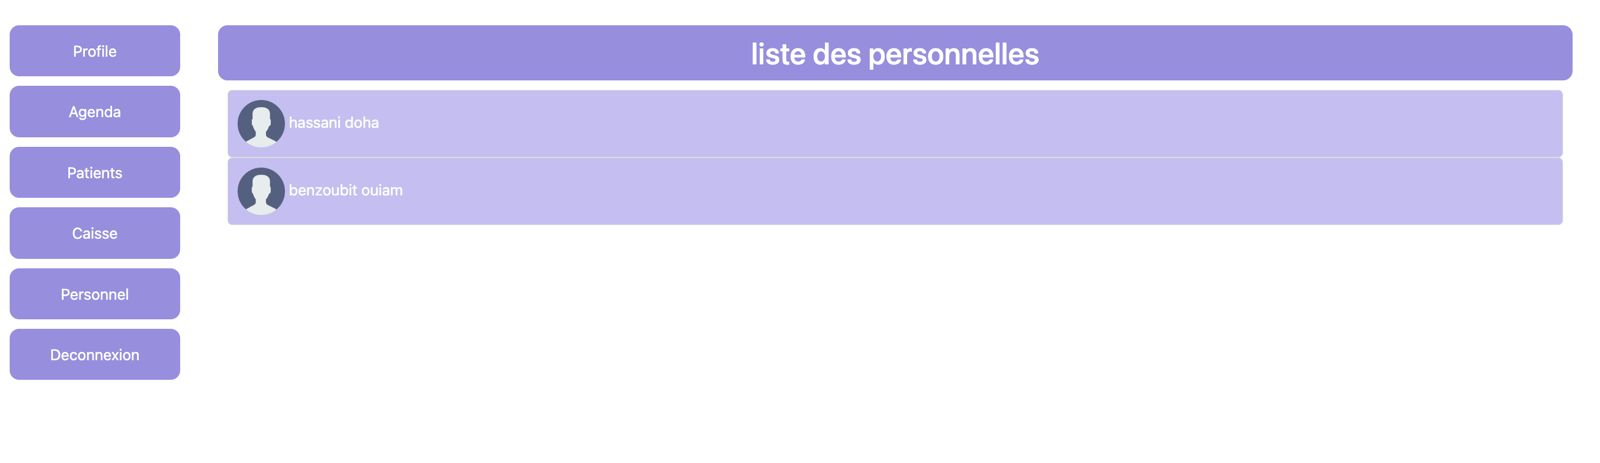 Profile
Agenda
Patients
Caisse
Personnel
Deconnexion
liste des personnelles
hassani doha
benzoubit ouiam